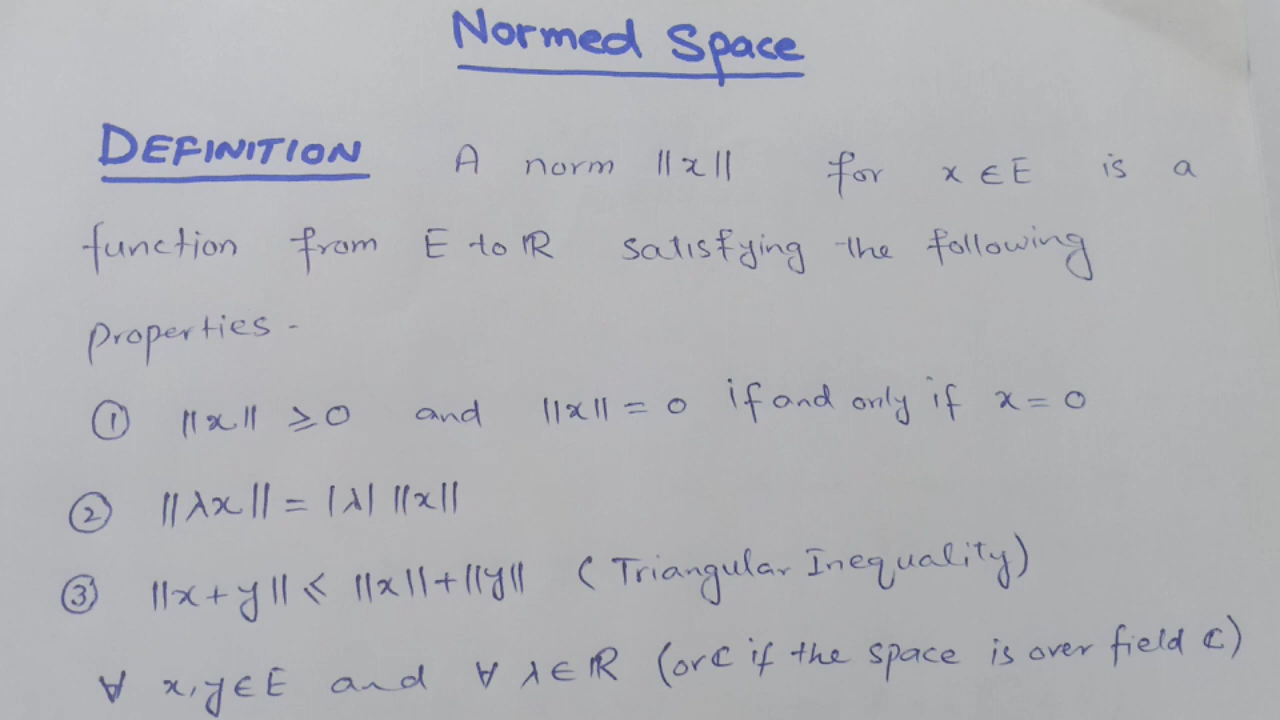 Normed Space
DEFINITION A norm ||x|| for x ∈ E is a
function from E to ℝ satisfying the following
properties -
① ||x|| ⩾ 0 and ||x|| = 0 if and only if x = 0
② ||λx|| = |λ| ||x||
③ ||x + y|| ⩽ ||x|| + ||y|| (Triangular Inequality)
∀ x, y ∈ E and ∀ λ ∈ ℝ (or ℂ if the space is over field ℂ)